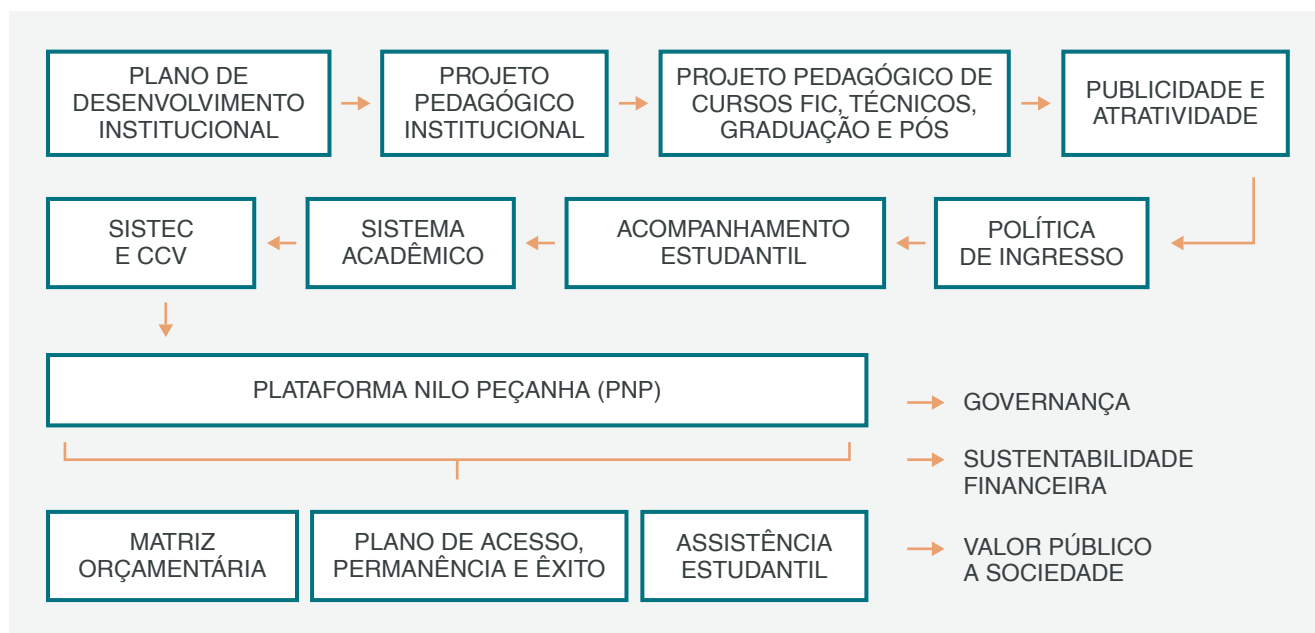 PLANO DE
DESENVOLVIMENTO
INSTITUCIONAL
PROJETO
PEDAGÓGICO
INSTITUCIONAL
PROJETO PEDAGÓGICO DE
CURSOS FIC, TÉCNICOS,
GRADUAÇÃO E PÓS
PUBLICIDADE E
ATRATIVIDADE
SISTEC
E CCV
SISTEMA
ACADÊMICO
ACOMPANHAMENTO
ESTUDANTIL
POLÍTICA
DE INGRESSO
PLATAFORMA NILO PEÇANHA (PNP)
GOVERNANÇA
SUSTENTABILIDADE
FINANCEIRA
MATRIZ
ORÇAMENTÁRIA
PLANO DE ACESSO,
PERMANÊNCIA E ÊXITO
ASSISTÊNCIA
ESTUDANTIL
VALOR PÚBLICO
A SOCIEDADE